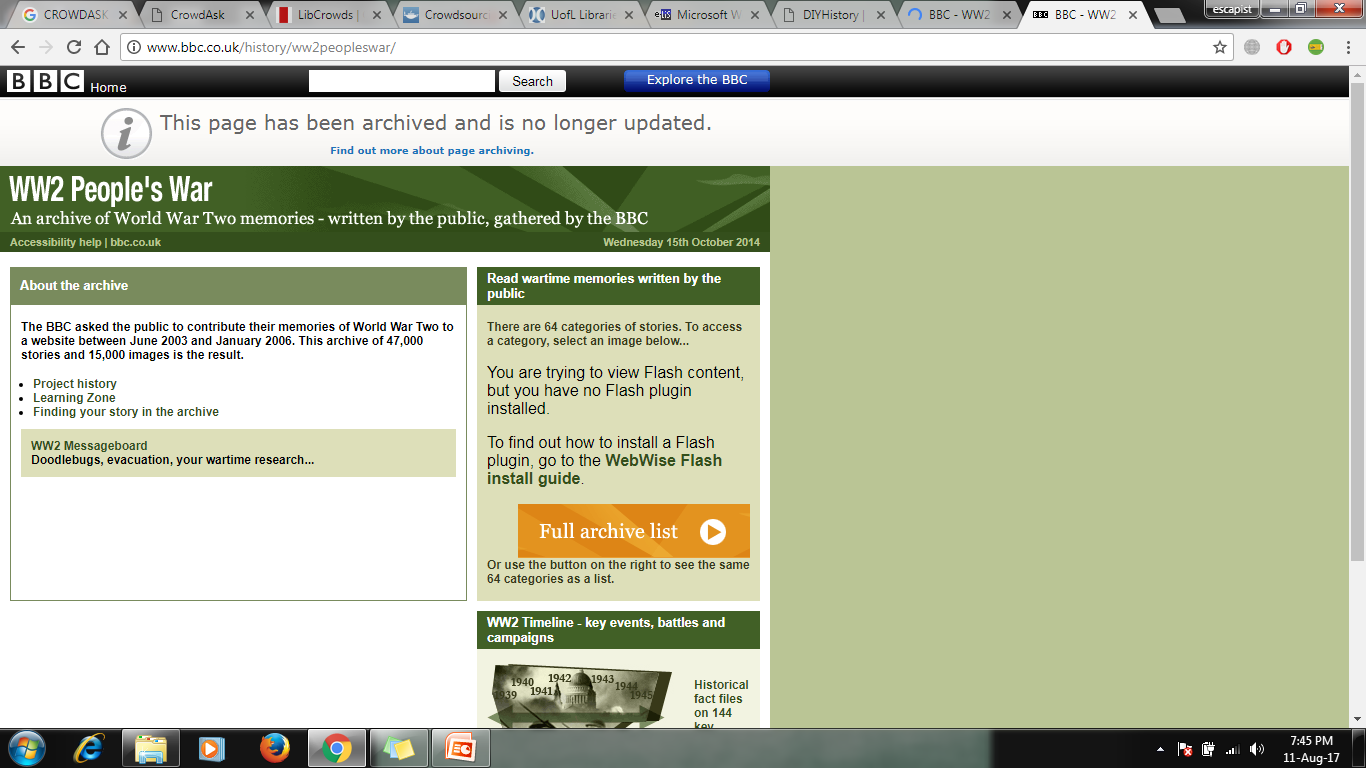 CROWDASK
CrowdAsk
LibCrowds |
Crowdsourc
UofL Librarie
Microsoft W
DIYHistory |
BBC - WW2
BBC - WW2
escapist
www.bbc.co.uk/history/ww2peopleswar/
BBC Home
Search
Explore the BBC
This page has been archived and is no longer updated.
Find out more about page archiving.
WW2 People's War
An archive of World War Two memories - written by the public, gathered by the BBC
Accessibility help | bbc.co.uk
Wednesday 15th October 2014
About the archive
The BBC asked the public to contribute their memories of World War Two to
a website between June 2003 and January 2006. This archive of 47,000
stories and 15,000 images is the result.
Project history
Learning Zone
Finding your story in the archive
WW2 Messageboard
Doodlebugs, evacuation, your wartime research...
Read wartime memories written by the
public
There are 64 categories of stories. To access
a category, select an image below...
You are trying to view Flash content,
but you have no Flash plugin
installed.
To find out how to install a Flash
plugin, go to the WebWise Flash
install guide.
Full archive list
Or use the button on the right to see the same
64 categories as a list.
WW2 Timeline - key events, battles and
campaigns
1939 1940 1941 1942 1943 1944 1945
Historical
fact files
on 144
key
7:45 PM
11-Aug-17